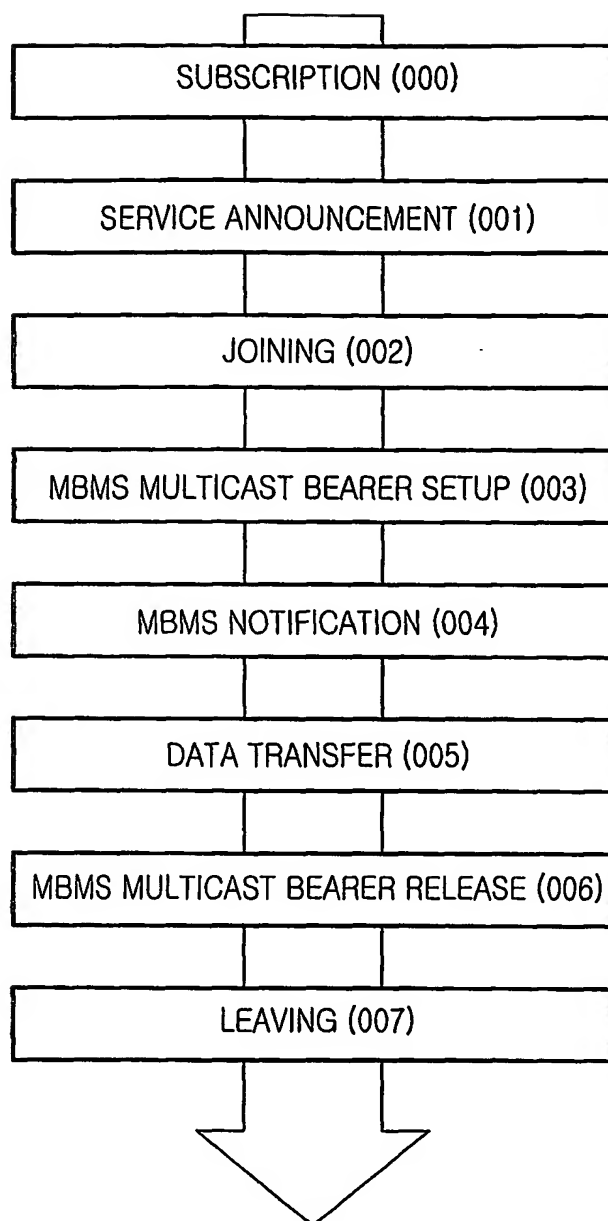 SUBSCRIPTION (000)
SERVICE ANNOUNCEMENT (001)
JOINING (002)
MBMS MULTICAST BEARER SETUP (003)
MBMS NOTIFICATION (004)
DATA TRANSFER (005)
MBMS MULTICAST BEARER RELEASE (006)
LEAVING (007)